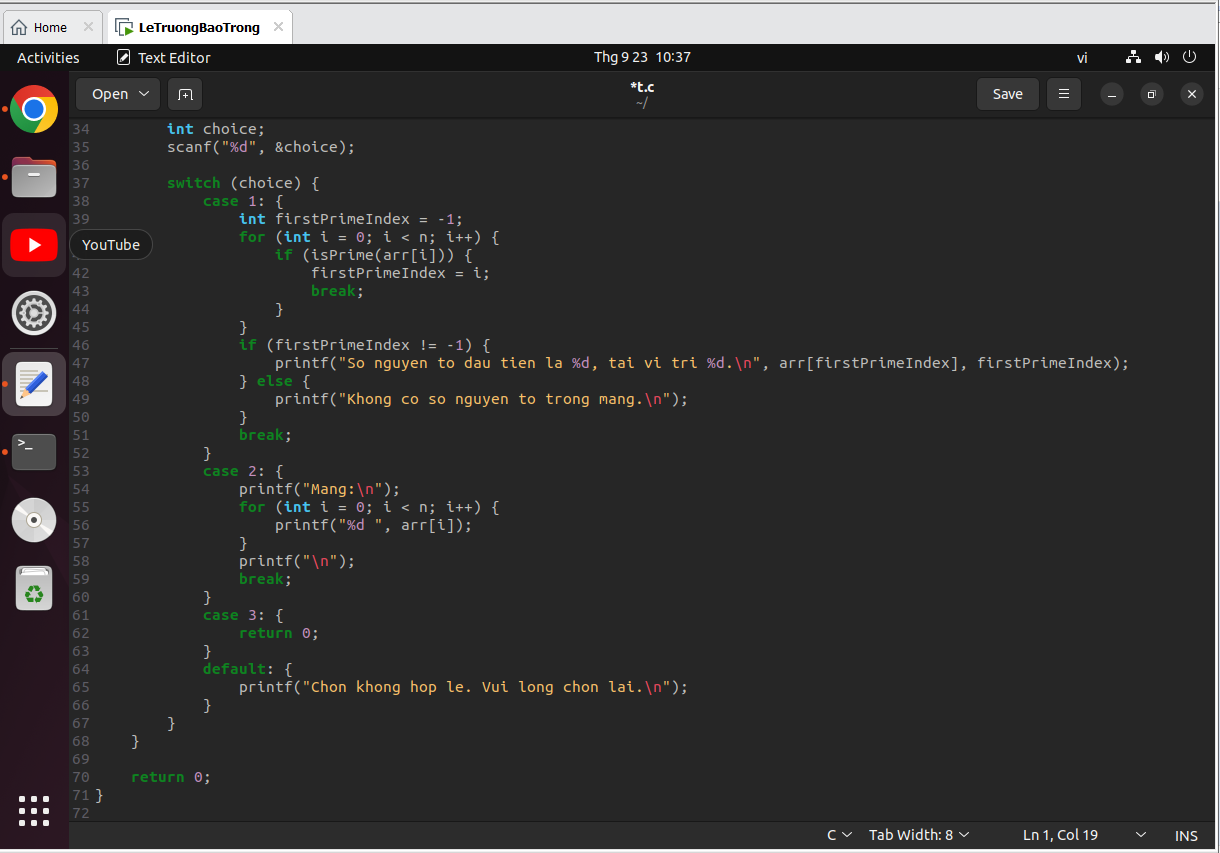 Home
LeTruongBaoTrong
Activities
Text Editor
Thg 9 23 10:37
vi
Open
*t.c
~/
Save
34 int choice;
35 scanf("%d", &choice);
36
37 switch (choice) {
38 case 1: {
39 int firstPrimeIndex = -1;
for (int i = 0; i < n; i++) {
YouTube
if (isPrime(arr[i])) {
42 firstPrimeIndex = i;
43 break;
44 }
45 }
46 if (firstPrimeIndex != -1) {
47 printf("So nguyen to dau tien la %d, tai vi tri %d.\n", arr[firstPrimeIndex], firstPrimeIndex);
48 } else {
49 printf("Khong co so nguyen to trong mang.\n");
50 }
51 break;
52 }
53 case 2: {
54 printf("Mang:\n");
55 for (int i = 0; i < n; i++) {
56 printf("%d ", arr[i]);
57 }
58 printf("\n");
59 break;
60 }
61 case 3: {
62 return 0;
63 }
64 default: {
65 printf("Chon khong hop le. Vui long chon lai.\n");
66 }
67 }
68 }
69
70 return 0;
71 }
72
C
Tab Width: 8
Ln 1, Col 19
INS